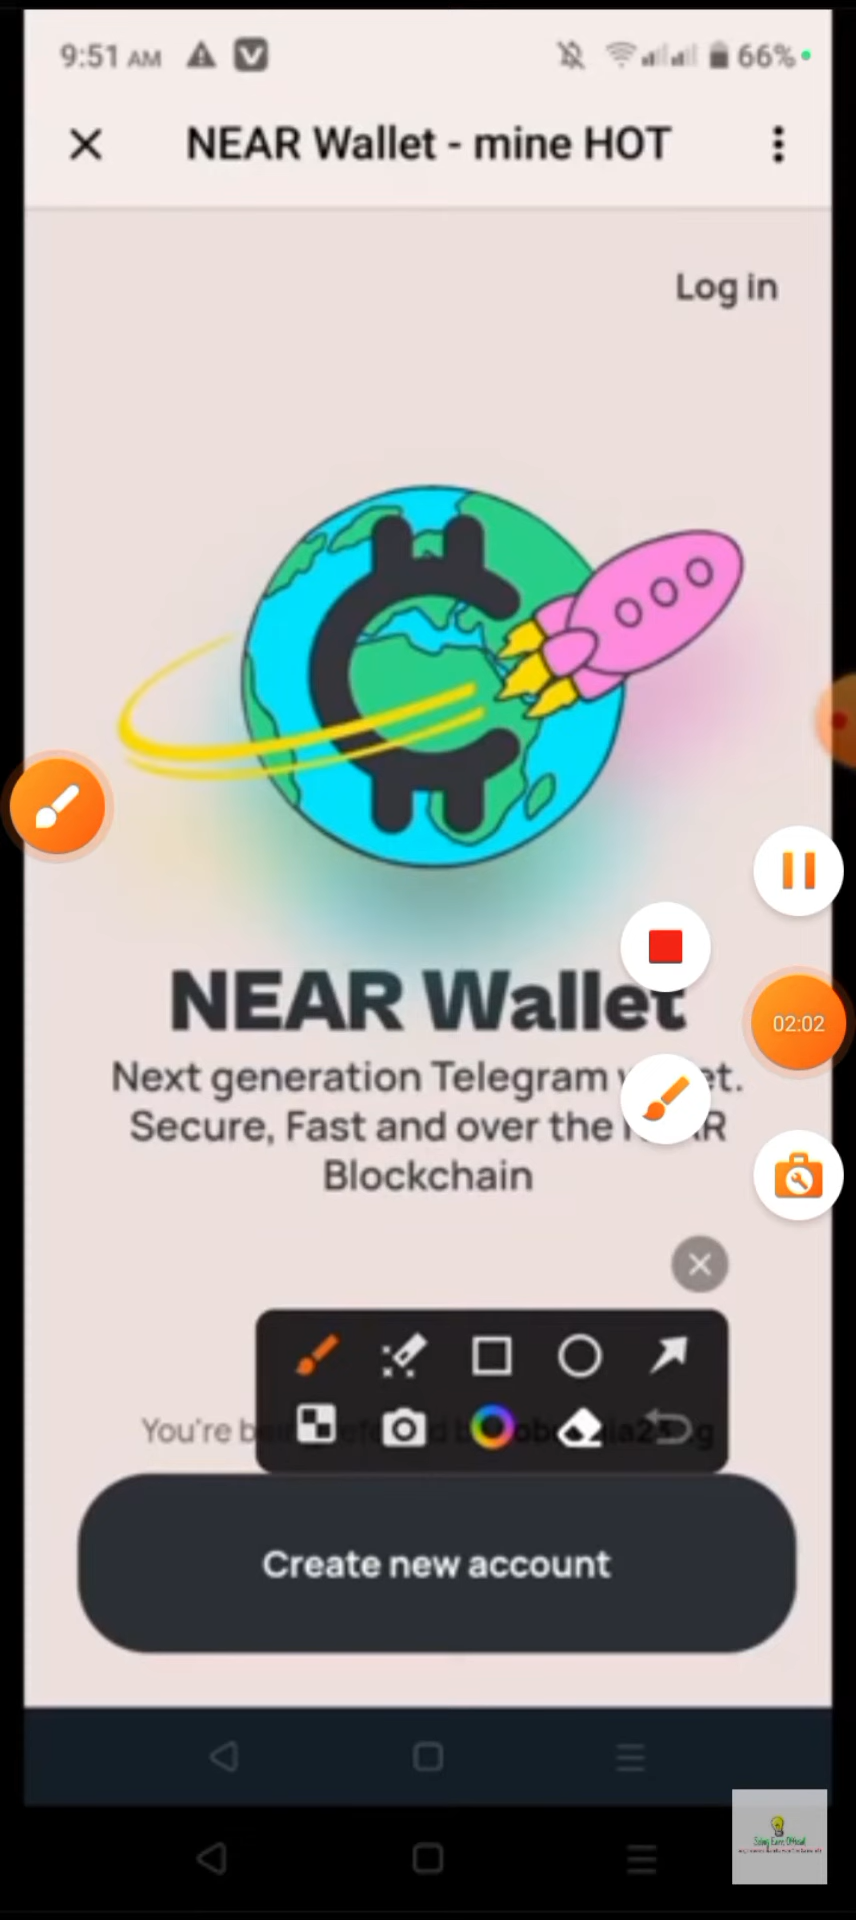 9:51 AM
66%
NEAR Wallet - mine HOT
Log in
NEAR Wallet
Next generation Telegram
Secure, Fast and over the
Blockchain
02:02
You're
Create new account